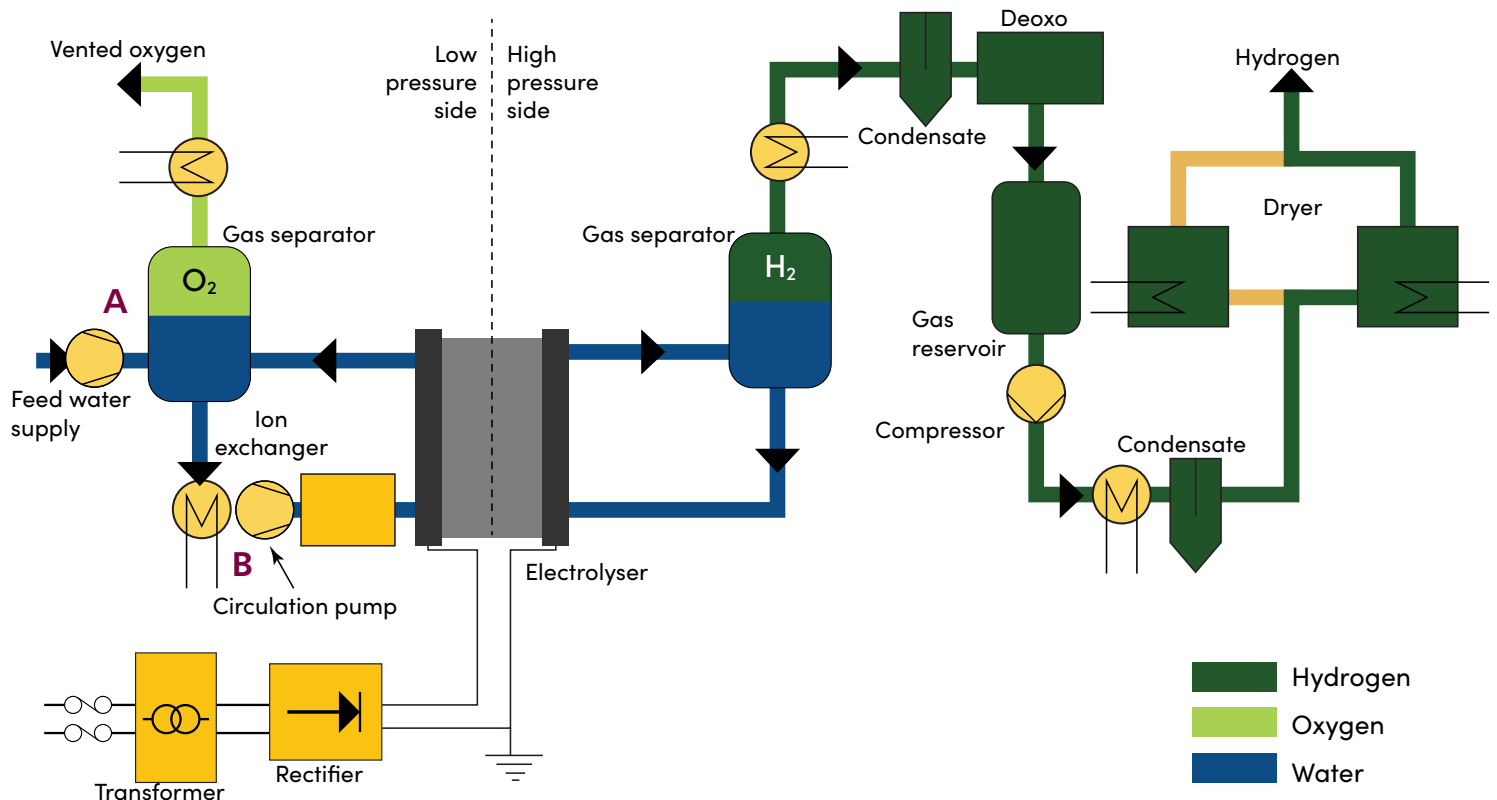 Vented oxygen
Low
pressure
side
High
pressure
side
Deoxo
Hydrogen
Condensate
Dryer
Gas separator
Gas separator
O₂
H₂
A
Feed water
supply
Ion
exchanger
Gas
reservoir
Compressor
Condensate
B
Circulation pump
Electrolyser
Transformer
Rectifier
Hydrogen
Oxygen
Water